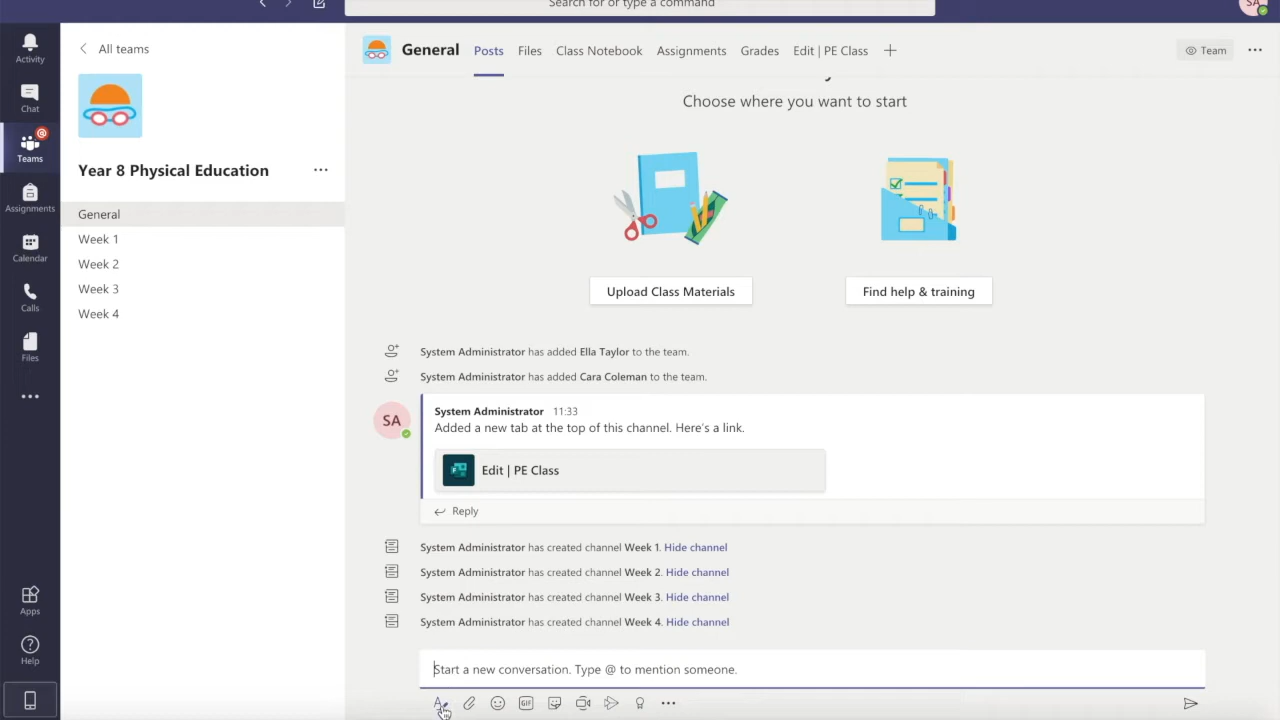 Search for or type a command
SA
Activity
Chat
Teams
Assignments
Calendar
Calls
Files
Apps
Help
All teams
Year 8 Physical Education
General
Week 1
Week 2
Week 3
Week 4
General Posts Files Class Notebook Assignments Grades Edit | PE Class
Team
Choose where you want to start
Upload Class Materials
Find help & training
System Administrator has added Ella Taylor to the team.
System Administrator has added Cara Coleman to the team.
SA
System Administrator 11:33
Added a new tab at the top of this channel. Here's a link.
Edit | PE Class
Reply
System Administrator has created channel Week 1. Hide channel
System Administrator has created channel Week 2. Hide channel
System Administrator has created channel Week 3. Hide channel
System Administrator has created channel Week 4. Hide channel
Start a new conversation. Type @ to mention someone.
GIF